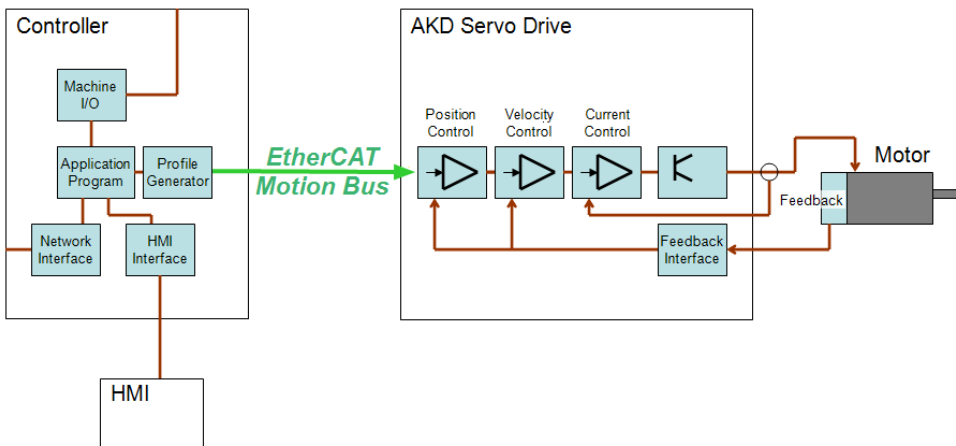 Controller
Machine
I/O
Application
Program
Profile
Generator
Network
Interface
HMI
Interface
HMI
EtherCAT
Motion Bus
AKD Servo Drive
Position
Control
Velocity
Control
Current
Control
Feedback
Interface
Motor
Feedback